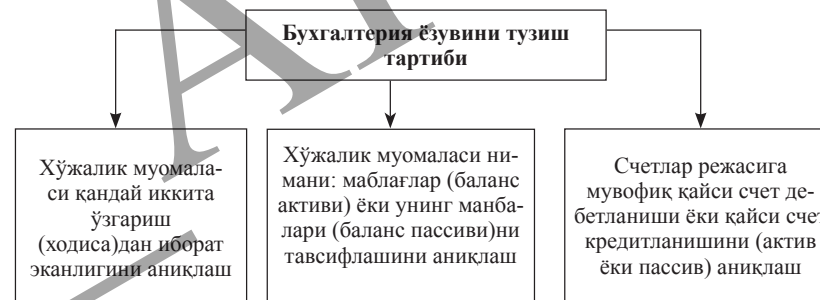 Бухгалтерия ёзувини тузиш
тартиби
Хўжалик муомала-
си қандай иккита
ўзгариш
(ходиса)дан иборат
эканлигини аниқлаш
Хўжалик муомаласи ни-
мани: маблағлар (баланс
активи) ёки унинг манба-
лари (баланс пассиви)ни
тавсифлашини аниқлаш
Счетлар режасига
мувофиқ қайси счет де-
бетланиши ёки қайси счет
кредитланишини (актив
ёки пассив) аниқлаш